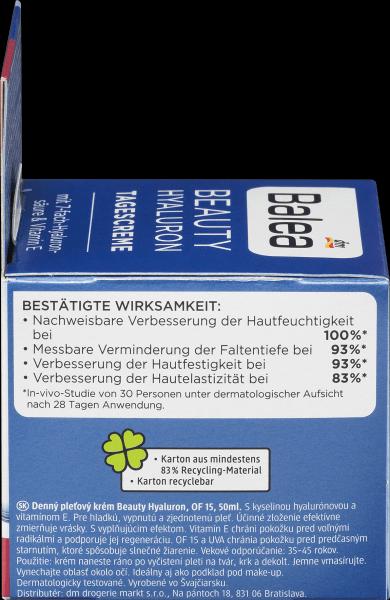 dm
Balea
BEAUTY
HYALURON
TAGESCREME
mit 7-Fach-Hyaluron-
säure & Vitamin E
BESTÄTIGTE WIRKSAMKEIT:
• Nachweisbare Verbesserung der Hautfeuchtigkeit
bei 100%*
• Messbare Verminderung der Faltentiefe bei 93%*
• Verbesserung der Hautfestigkeit bei 93%*
• Verbesserung der Hautelastizität bei 83%*
*In-vivo-Studie von 30 Personen unter dermatologischer Aufsicht
nach 28 Tagen Anwendung.
• Karton aus mindestens
83% Recycling-Material
• Karton recyclebar
SK Denný pleťový krém Beauty Hyaluron, OF 15, 50ml. S kyselinou hyalurónovou a
vitamínom E. Pre hladkú, vypnutú a zjednotenú pleť. Účinné zloženie efektívne
zmierňuje vrásky. S vyplňujúcim efektom. Vitamín E chráni pokožku pred voľnými
radikálmi a podporuje jej regeneráciu. OF 15 a UVA chránia pokožku pred predčasným
starnutím, ktoré spôsobuje slnečné žiarenie. Vekové odporúčanie: 35-45 rokov.
Použitie: krém naneste ráno po vyčistení pleti na tvár, krk a dekolt. Jemne vmasírujte.
Vynechajte oblasť okolo očí. Ideálny aj ako podklad pod make-up.
Dermatologicky testované. Vyrobené vo Švajčiarsku.
Distribútor: dm drogerie markt s.r.o., Na pántoch 18, 831 06 Bratislava.